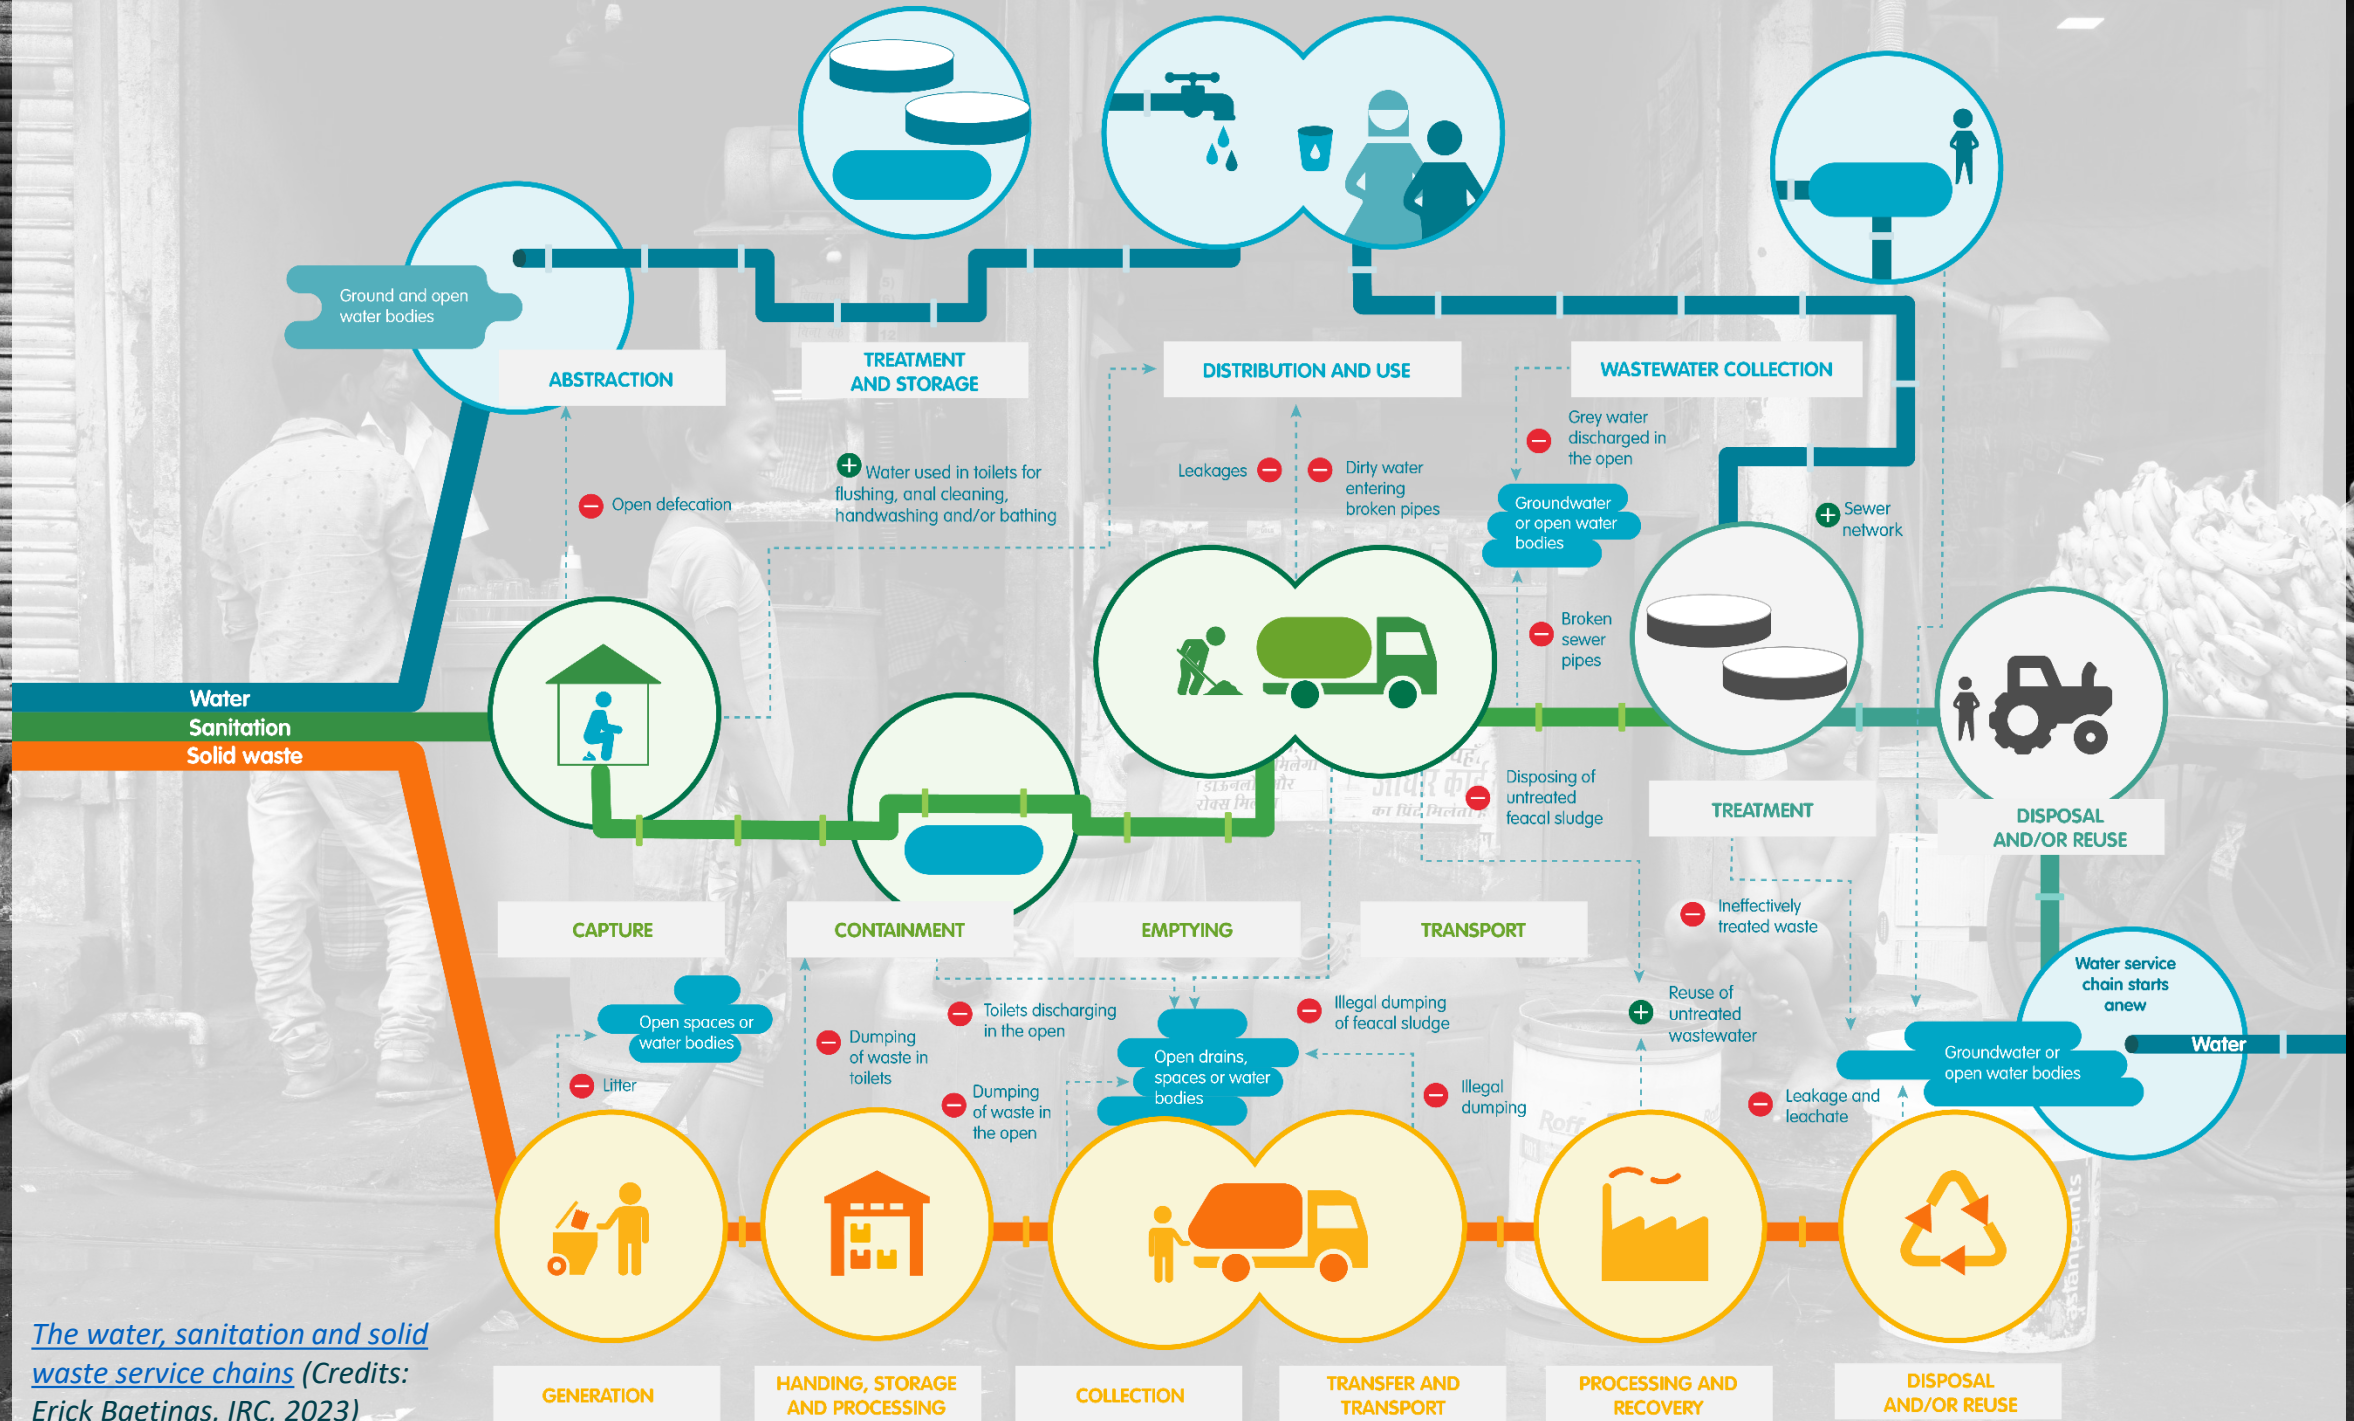 Ground and open
water bodies
ABSTRACTION
TREATMENT
AND STORAGE
DISTRIBUTION AND USE
WASTEWATER COLLECTION
Open defecation
Water used in toilets for
flushing, anal cleaning,
handwashing and/or bathing
Leakages
Dirty water
entering
broken pipes
Grey water
discharged in
the open
Groundwater
or open water
bodies
Sewer
network
Broken
sewer
pipes
Water
Sanitation
Solid waste
Disposing of
untreated
feacal sludge
TREATMENT
DISPOSAL
AND/OR REUSE
CAPTURE
CONTAINMENT
EMPTYING
TRANSPORT
Ineffectively
treated waste
Water service
chain starts
anew
Water
Open spaces or
water bodies
Litter
Dumping
of waste in
toilets
Toilets discharging
in the open
Dumping
of waste in
the open
Open drains,
spaces or water
bodies
Illegal dumping
of feacal sludge
Illegal
dumping
Reuse of
untreated
wastewater
Leakage and
leachate
Groundwater or
open water bodies
The water, sanitation and solid
waste service chains (Credits:
Erick Baetings, IRC, 2023)
GENERATION
HANDING, STORAGE
AND PROCESSING
COLLECTION
TRANSFER AND
TRANSPORT
PROCESSING AND
RECOVERY
DISPOSAL
AND/OR REUSE
का प्रिंट मिलता
Roff
asianpaints